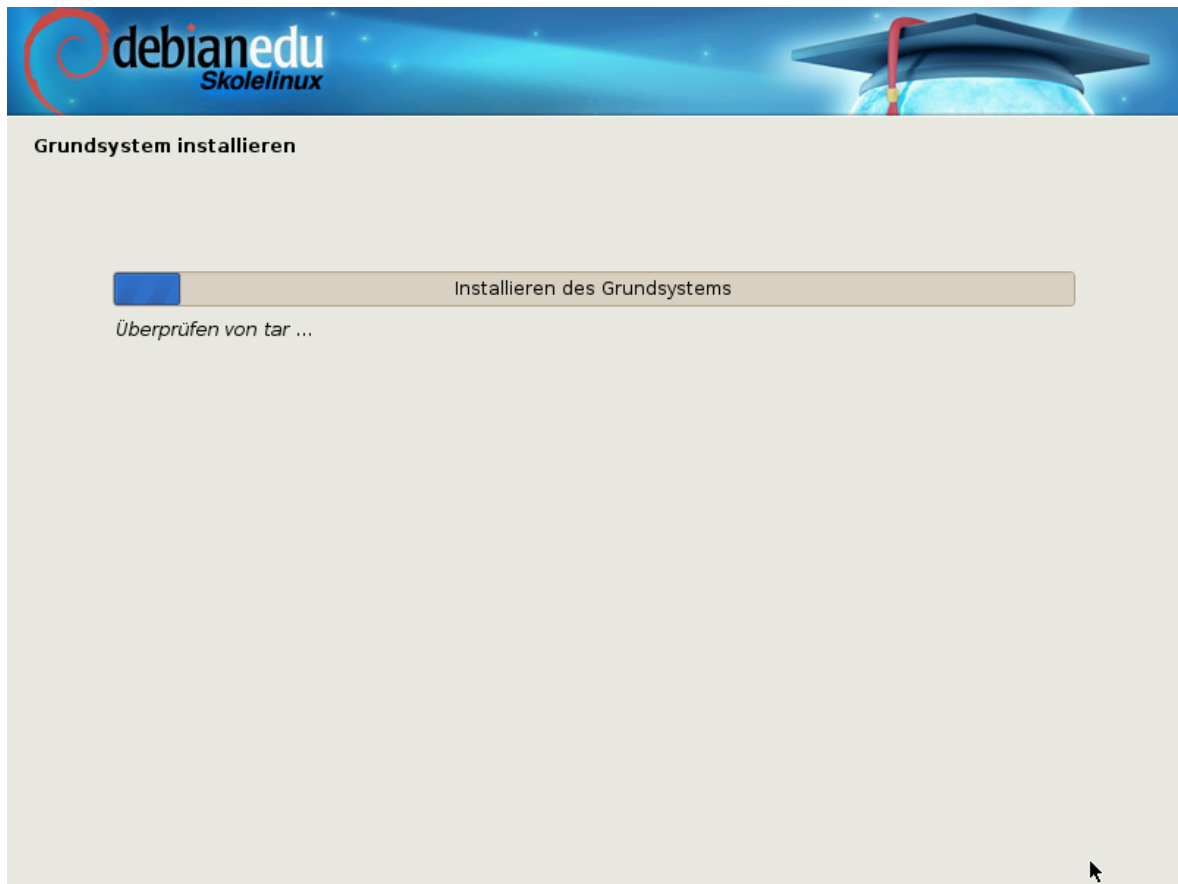 debianedu
Skolelinux
Grundsystem installieren
Installieren des Grundsystems
Überprüfen von tar ...